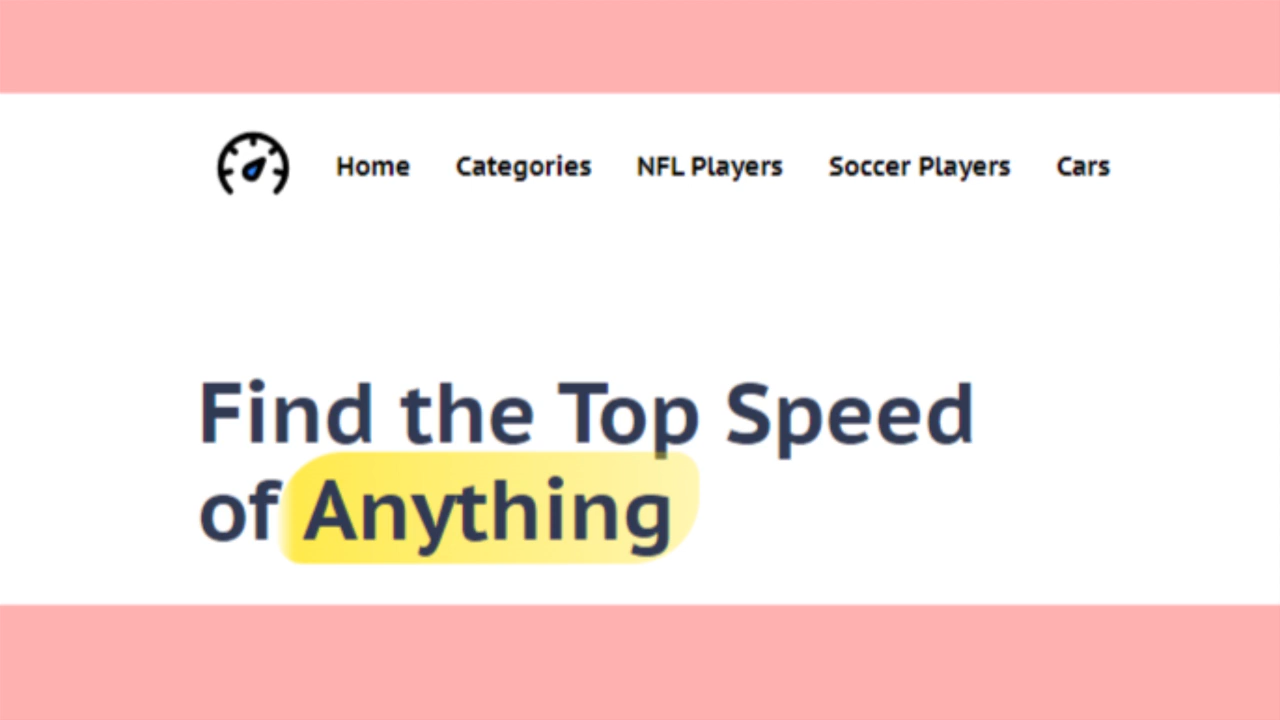 Home Categories NFL Players Soccer Players Cars
Find the Top Speed
of Anything